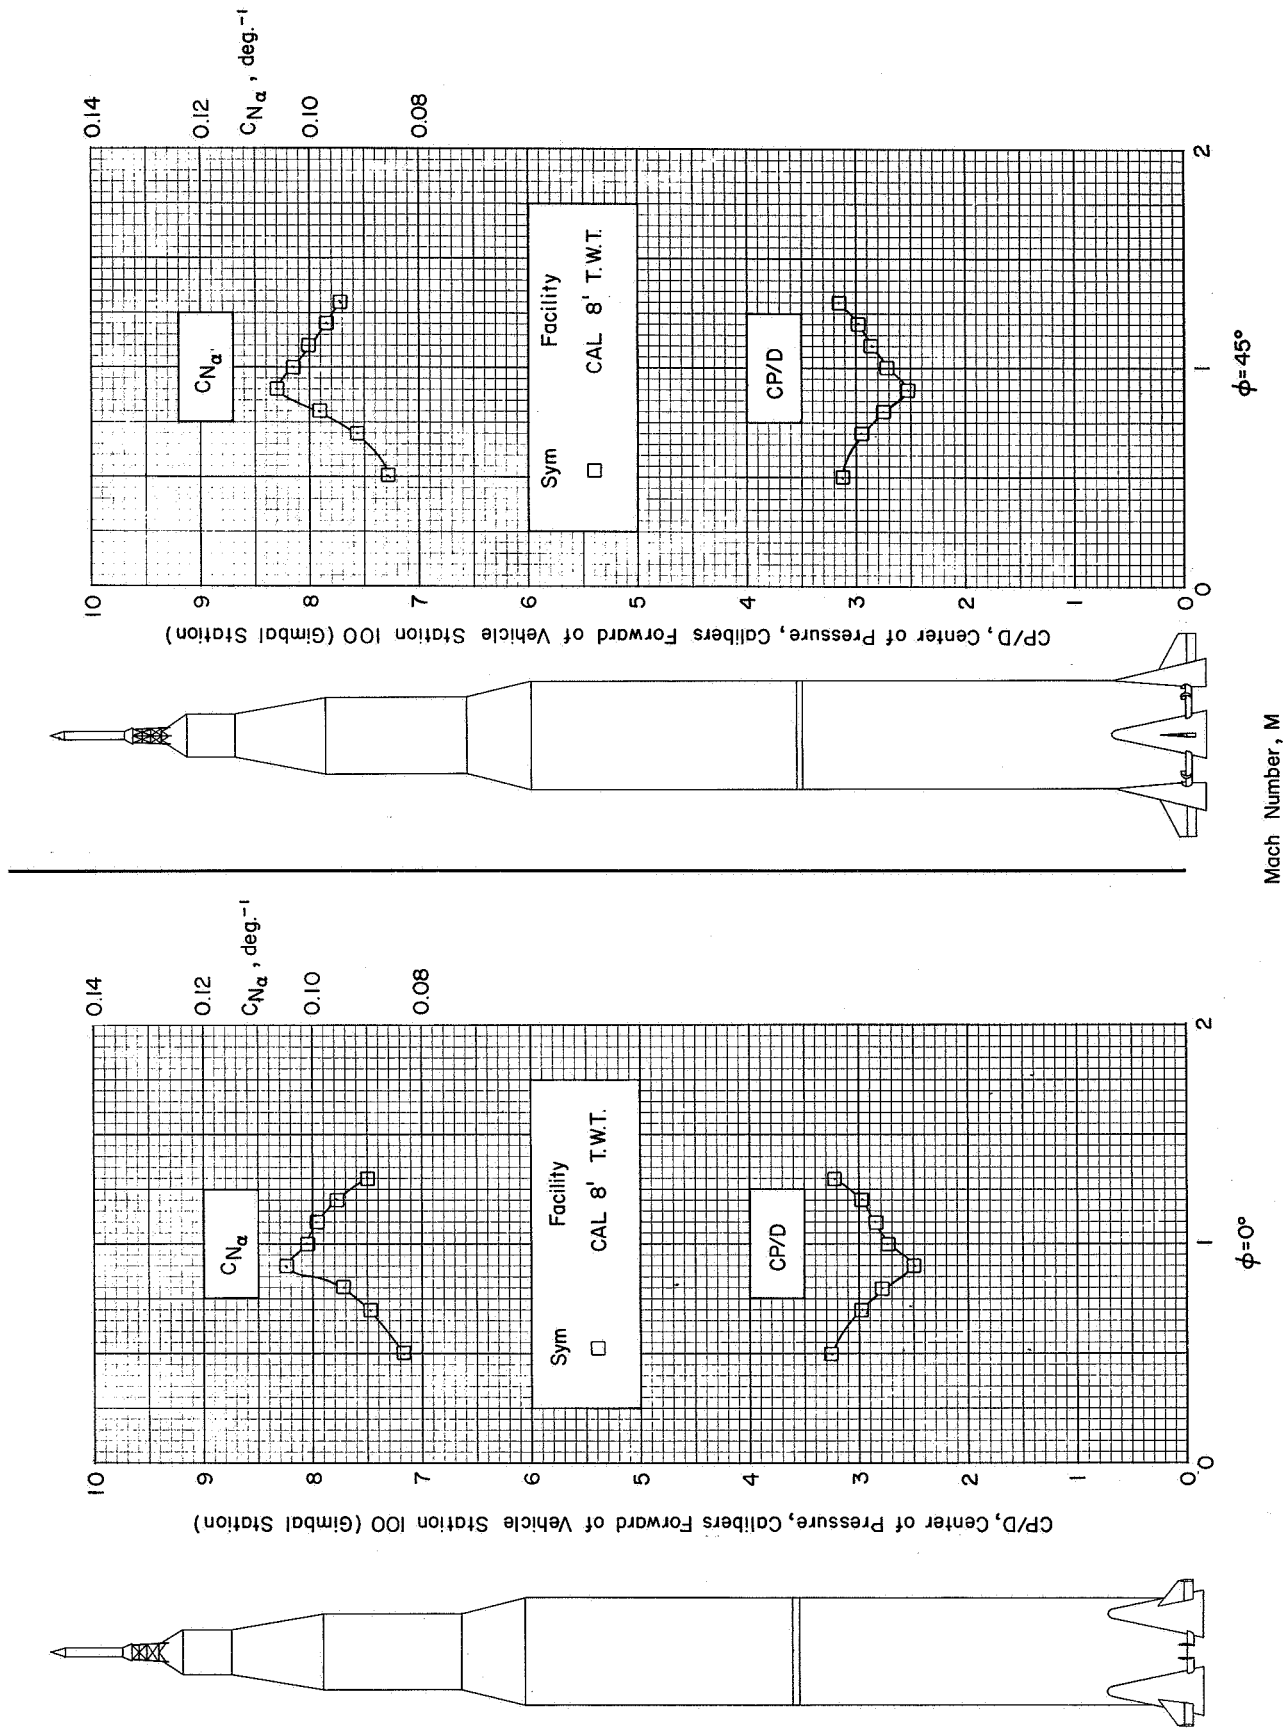 0.14
0.12
CNα, deg.-1
0.10
0.08
10
9
8
7
6
5
4
3
2
1
0
CP/D, Center of Pressure, Calibers Forward of Vehicle Station 100 (Gimbal Station)
CNα
Sym Facility
□ CAL 8' T.W.T.
CP/D
0
1
2
ϕ=0°
0.14
0.12
CNα, deg.-1
0.10
0.08
10
9
8
7
6
5
4
3
2
1
0
CP/D, Center of Pressure, Calibers Forward of Vehicle Station 100 (Gimbal Station)
CNα'
Sym Facility
□ CAL 8' T.W.T.
CP/D
0
1
2
ϕ=45°
Mach Number, M